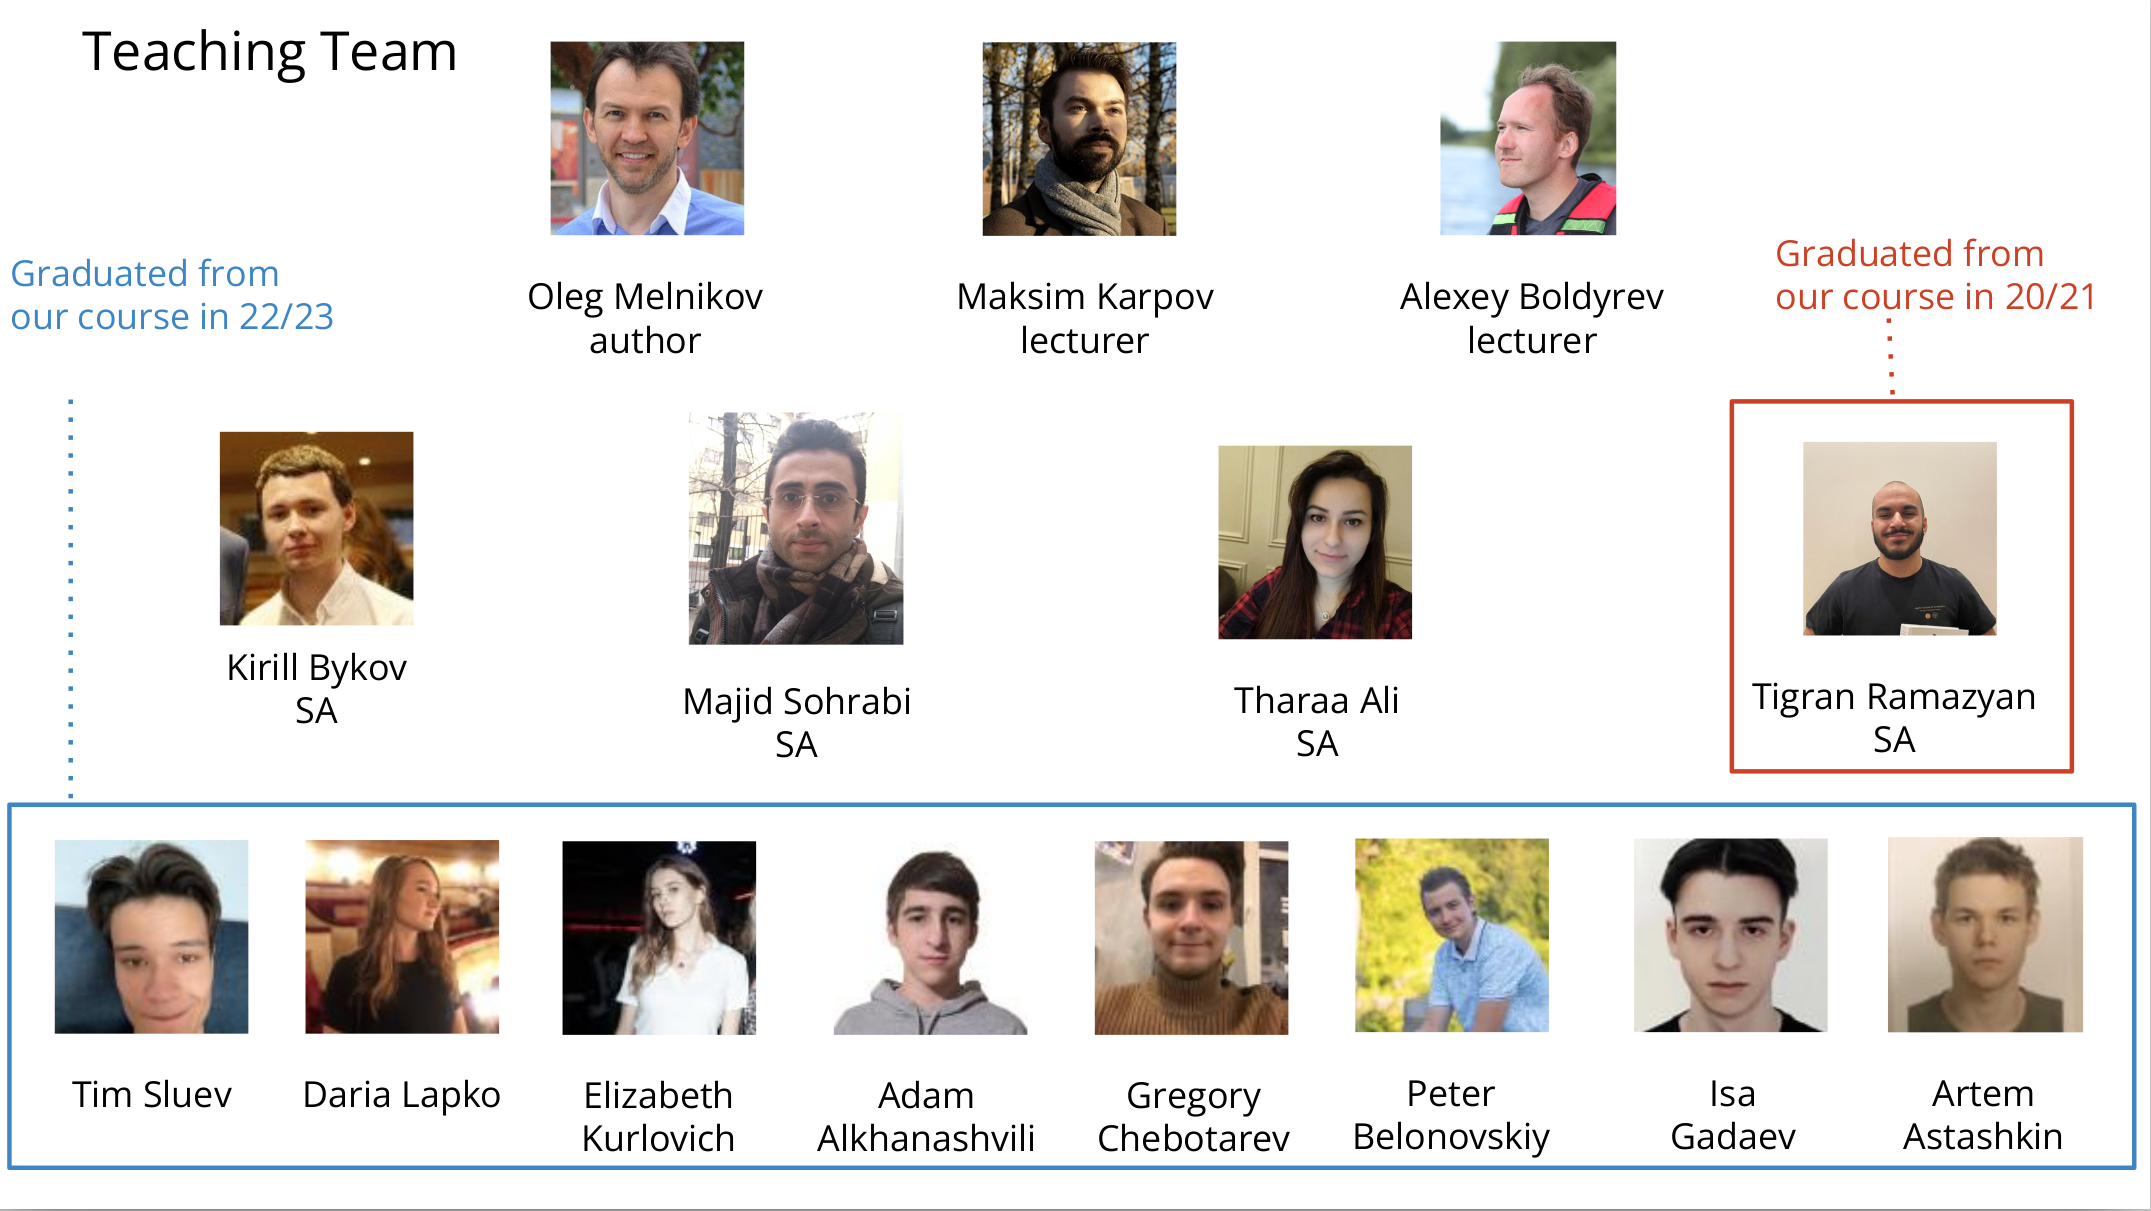 Teaching Team
Oleg Melnikov
author
Maksim Karpov
lecturer
Alexey Boldyrev
lecturer
Graduated from
our course in 22/23
Graduated from
our course in 20/21
Kirill Bykov
SA
Majid Sohrabi
SA
Tharaa Ali
SA
Tigran Ramazyan
SA
Tim Sluev
Daria Lapko
Elizabeth
Kurlovich
Adam
Alkhanashvili
Gregory
Chebotarev
Peter
Belonovskiy
Isa
Gadaev
Artem
Astashkin